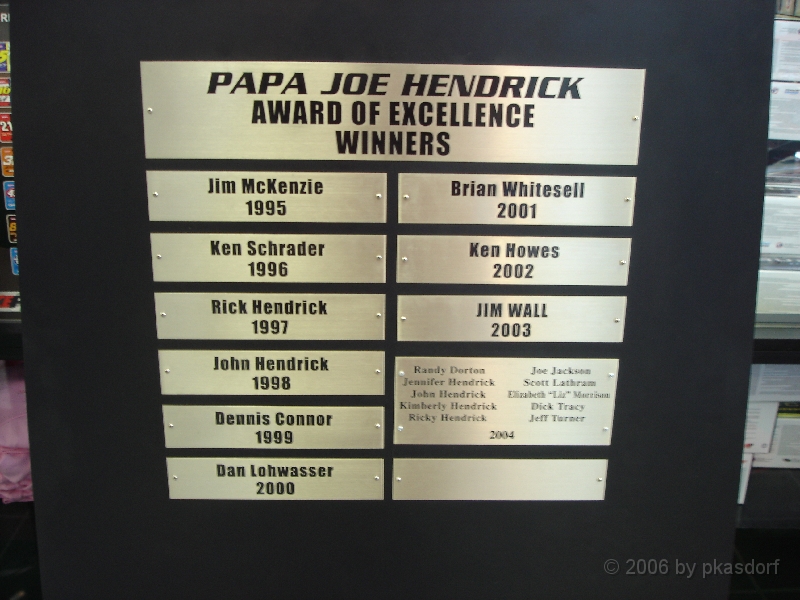 PAPA JOE HENDRICK
AWARD OF EXCELLENCE
WINNERS
Jim McKenzie
1995
Ken Schrader
1996
Rick Hendrick
1997
John Hendrick
1998
Dennis Connor
1999
Dan Lohwasser
2000
Brian Whitesell
2001
Ken Howes
2002
JIM WALL
2003
Randy Dorton
Jennifer Hendrick
John Hendrick
Kimberly Hendrick
Ricky Hendrick
Joe Jackson
Scott Lathram
Elizabeth "Liz" Morrison
Dick Tracy
Jeff Turner
2004
© 2006 by pkasdorf